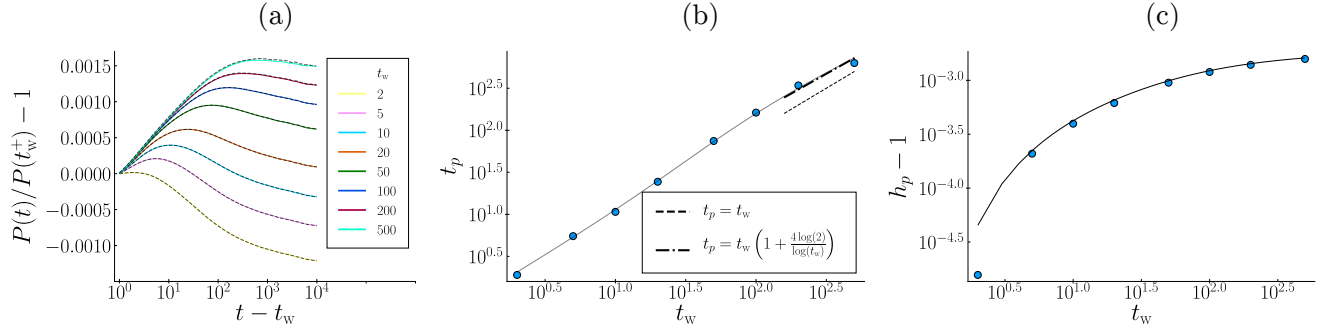 (a)
P(t)/P(t_w^+) − 1
0.0015
0.0010
0.0005
0.0000
−0.0005
−0.0010
10^0 10^1 10^2 10^3 10^4
t − t_w
t_w
2
5
10
20
50
100
200
500
(b)
t_p
10^2.5
10^2.0
10^1.5
10^1.0
10^0.5
t_p = t_w
t_p = t_w (1 + 4 log(2)/log(t_w))
10^0.5 10^1.0 10^1.5 10^2.0 10^2.5
t_w
(c)
h_p − 1
10^−3.0
10^−3.5
10^−4.0
10^−4.5
10^0.5 10^1.0 10^1.5 10^2.0 10^2.5
t_w